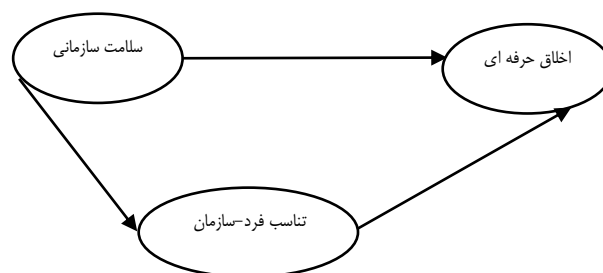 سلامت سازمانی
اخلاق حرفه ای
تناسب فرد-سازمان